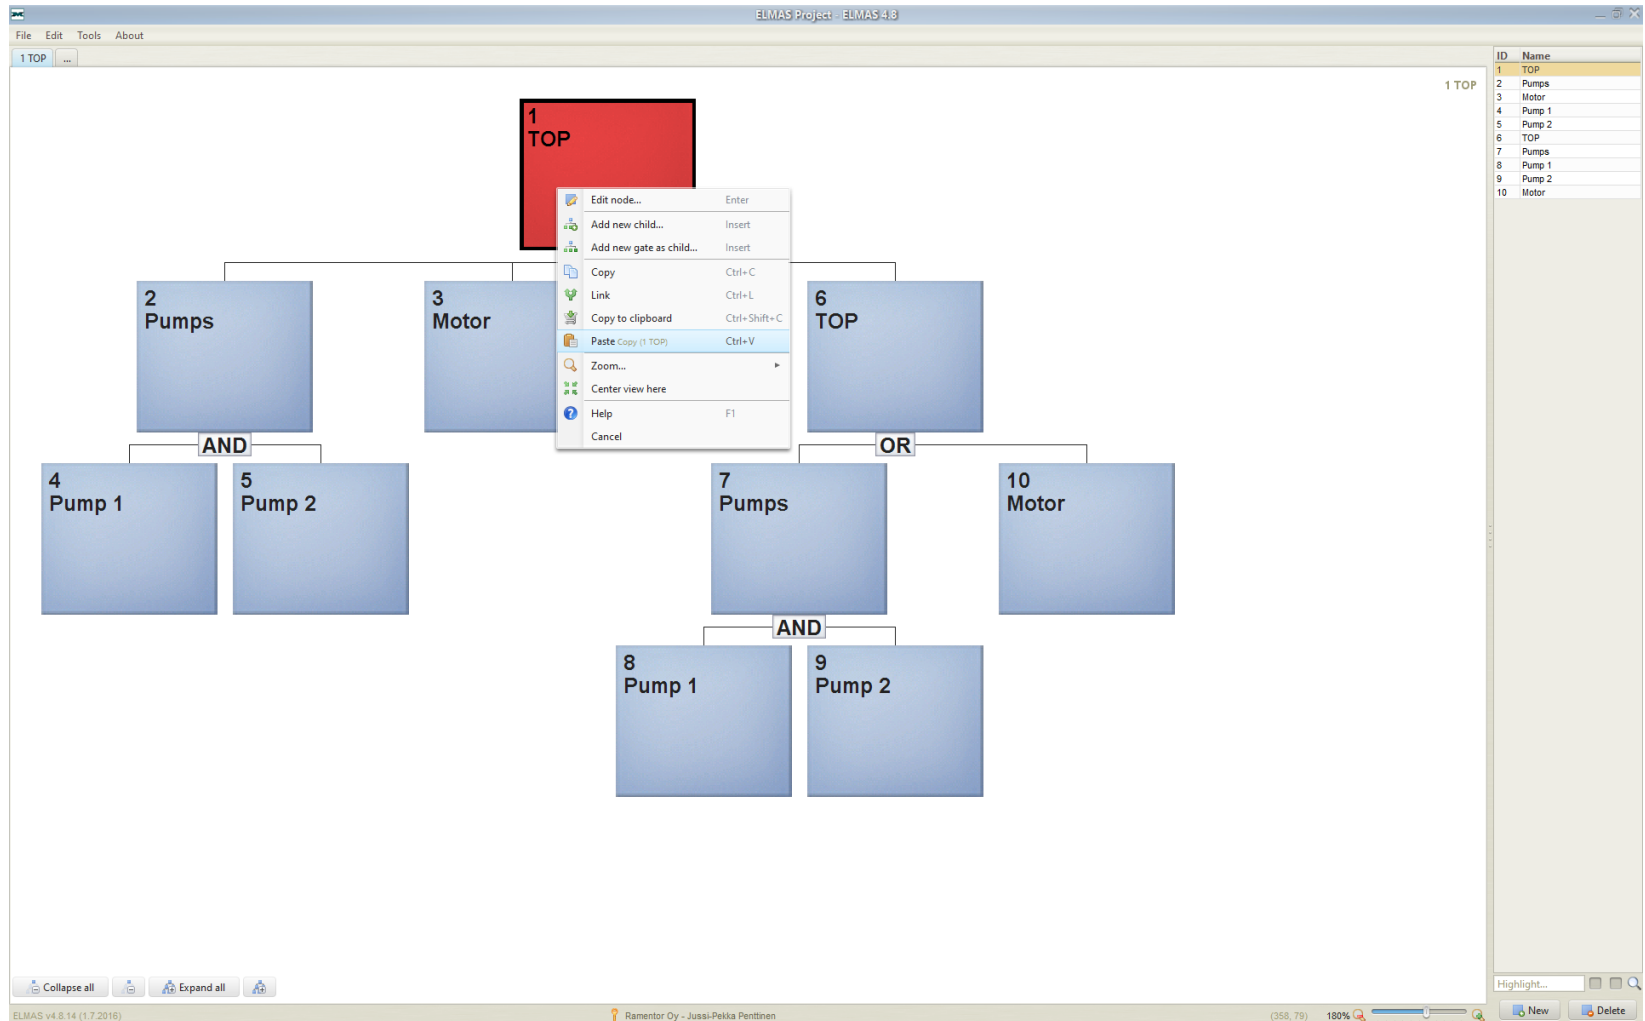 ELMAS Project - ELMAS 4.8
File Edit Tools About
1 TOP ...
1 TOP
1
TOP
Edit node... Enter
Add new child... Insert
Add new gate as child... Insert
Copy Ctrl+C
Link Ctrl+L
Copy to clipboard Ctrl+Shift+C
Paste Copy (1 TOP) Ctrl+V
Zoom...
Center view here
Help F1
Cancel
2
Pumps
3
Motor
6
TOP
AND
OR
4
Pump 1
5
Pump 2
7
Pumps
10
Motor
AND
8
Pump 1
9
Pump 2
ID Name
1 TOP
2 Pumps
3 Motor
4 Pump 1
5 Pump 2
6 TOP
7 Pumps
8 Pump 1
9 Pump 2
10 Motor
Collapse all Expand all
Highlight...
New Delete
ELMAS v4.8.14 (1.7.2016)
Ramentor Oy - Jussi-Pekka Penttinen
(358, 79) 180%